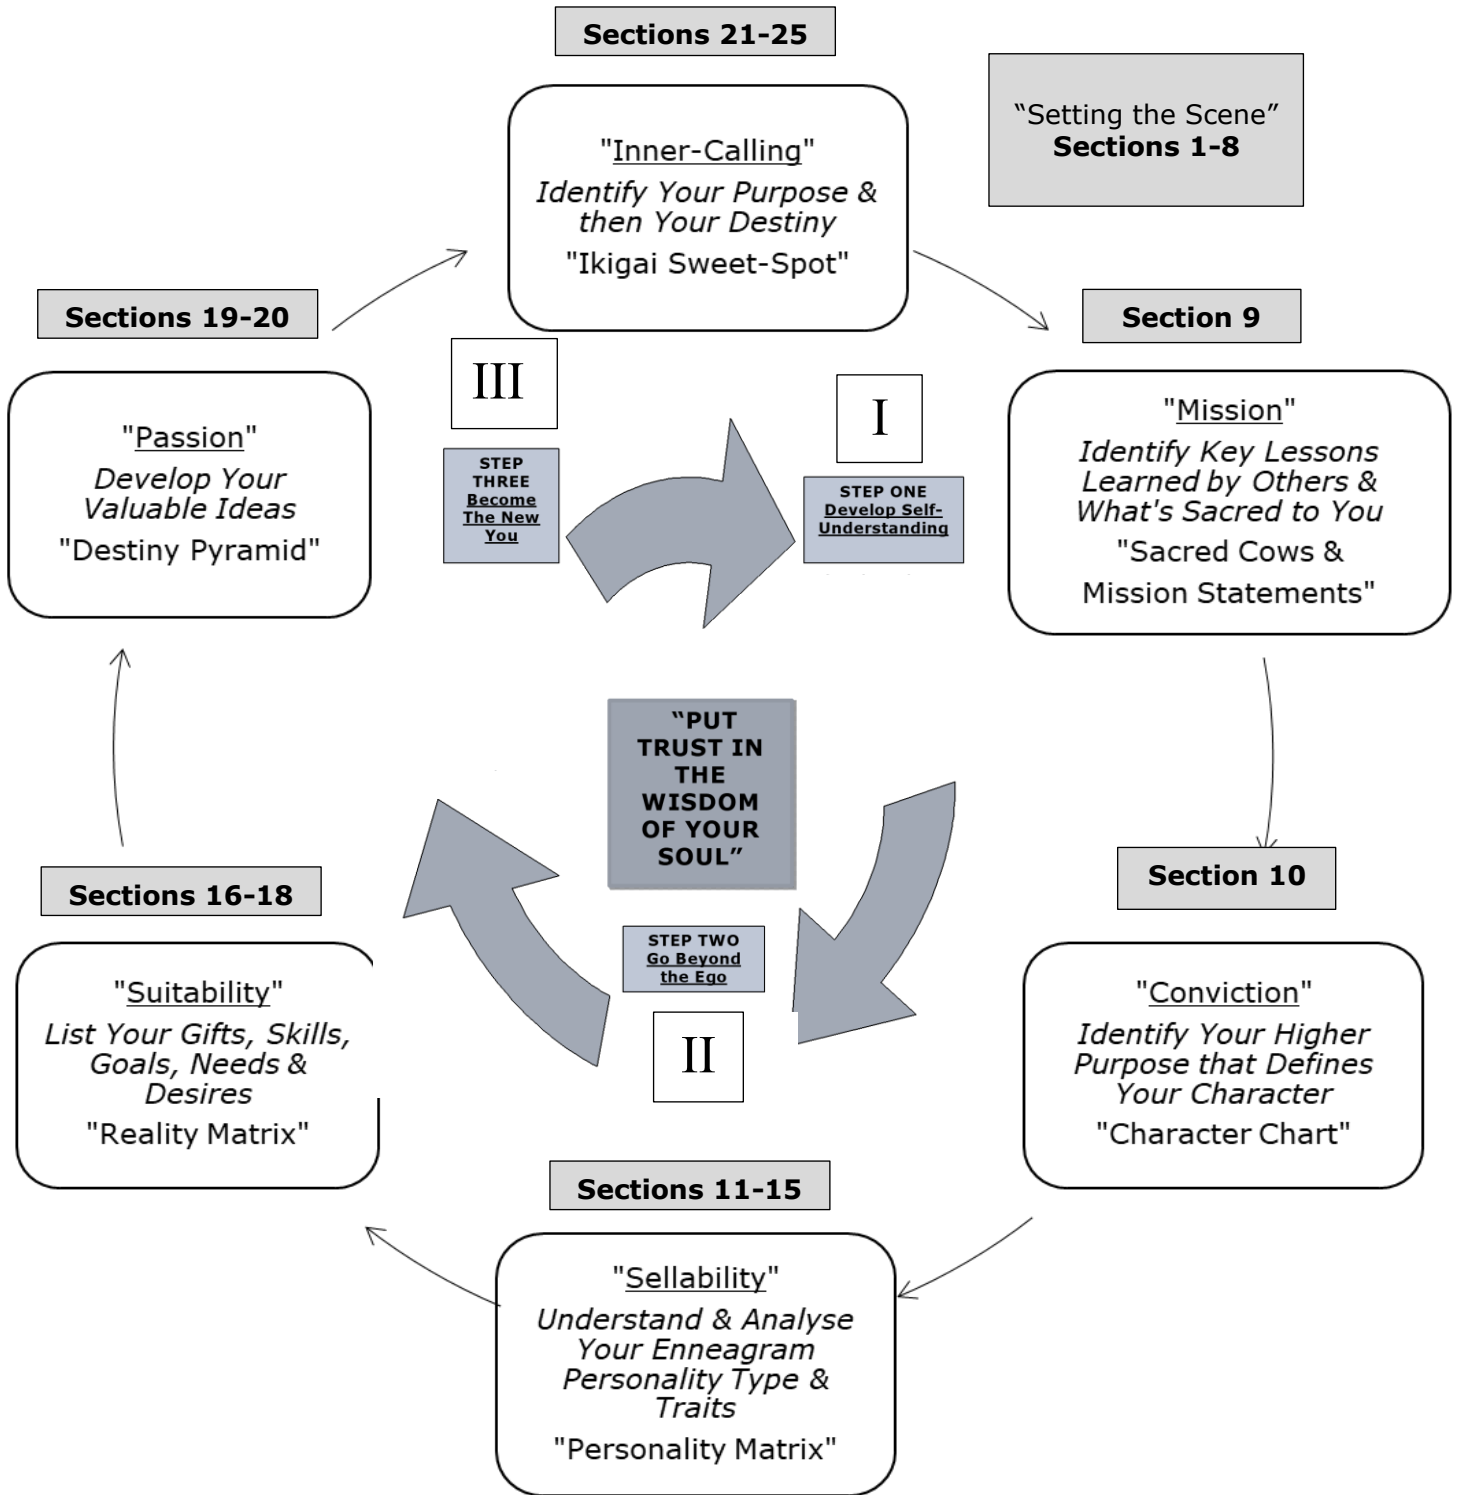 Sections 21-25
"Inner-Calling"
Identify Your Purpose &
then Your Destiny
"Ikigai Sweet-Spot"
“Setting the Scene”
Sections 1-8
Section 9
"Mission"
Identify Key Lessons
Learned by Others &
What's Sacred to You
"Sacred Cows &
Mission Statements"
Section 10
"Conviction"
Identify Your Higher
Purpose that Defines
Your Character
"Character Chart"
Sections 11-15
"Sellability"
Understand & Analyse
Your Enneagram
Personality Type &
Traits
"Personality Matrix"
Sections 16-18
"Suitability"
List Your Gifts, Skills,
Goals, Needs &
Desires
"Reality Matrix"
Sections 19-20
"Passion"
Develop Your
Valuable Ideas
"Destiny Pyramid"
III
STEP
THREE
Become
The New
You
I
STEP ONE
Develop Self-
Understanding
“PUT
TRUST IN
THE
WISDOM
OF YOUR
SOUL”
STEP TWO
Go Beyond
the Ego
II